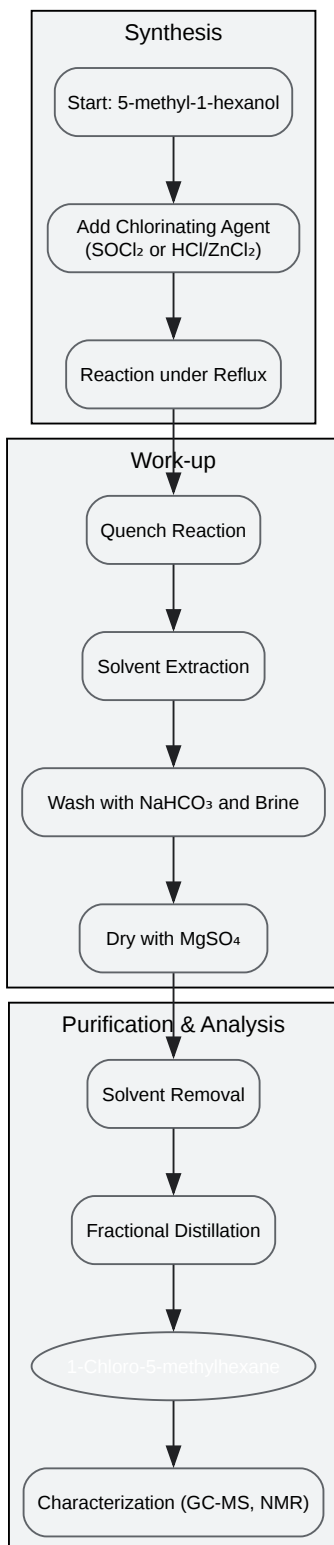 Synthesis
Start: 5-methyl-1-hexanol
Add Chlorinating Agent
(SOCl₂ or HCl/ZnCl₂)
Reaction under Reflux
Work-up
Quench Reaction
Solvent Extraction
Wash with NaHCO₃ and Brine
Dry with MgSO₄
Purification & Analysis
Solvent Removal
Fractional Distillation
1-Chloro-5-methylhexane
Characterization (GC-MS, NMR)